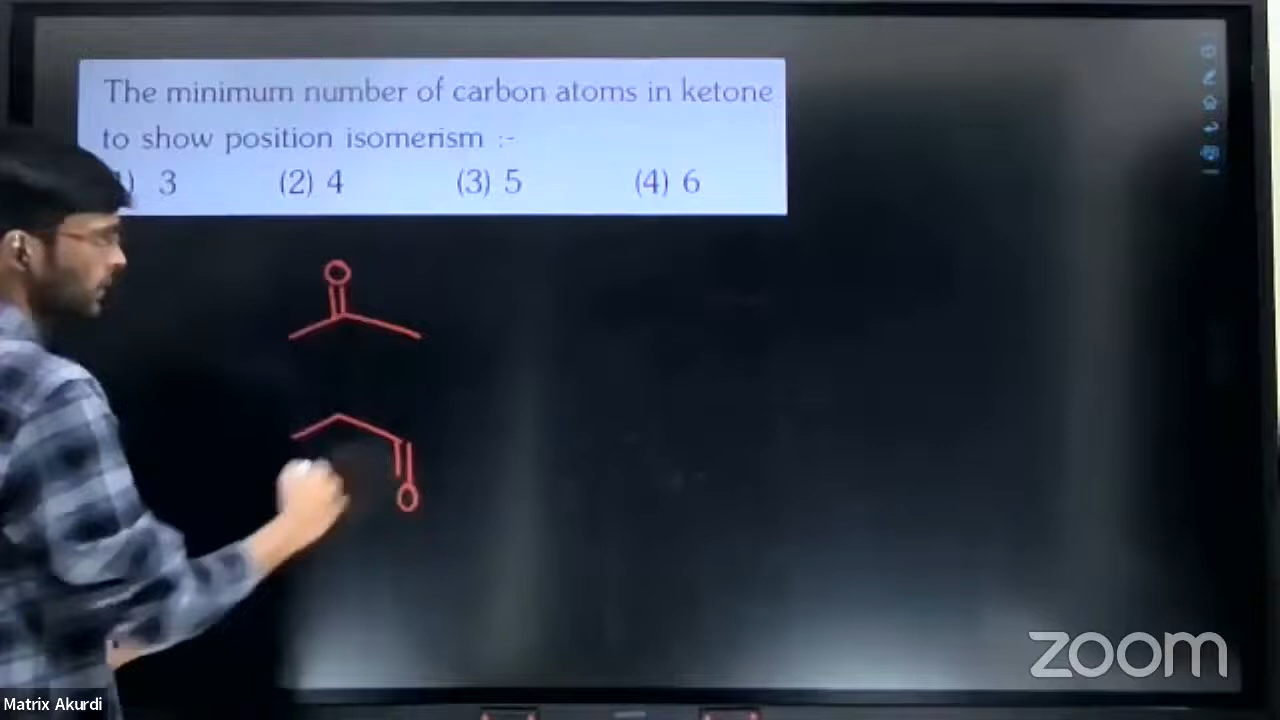 The minimum number of carbon atoms in ketone
to show position isomerism :-
) 3 (2) 4 (3) 5 (4) 6
O
O
zoom
Matrix Akurdi